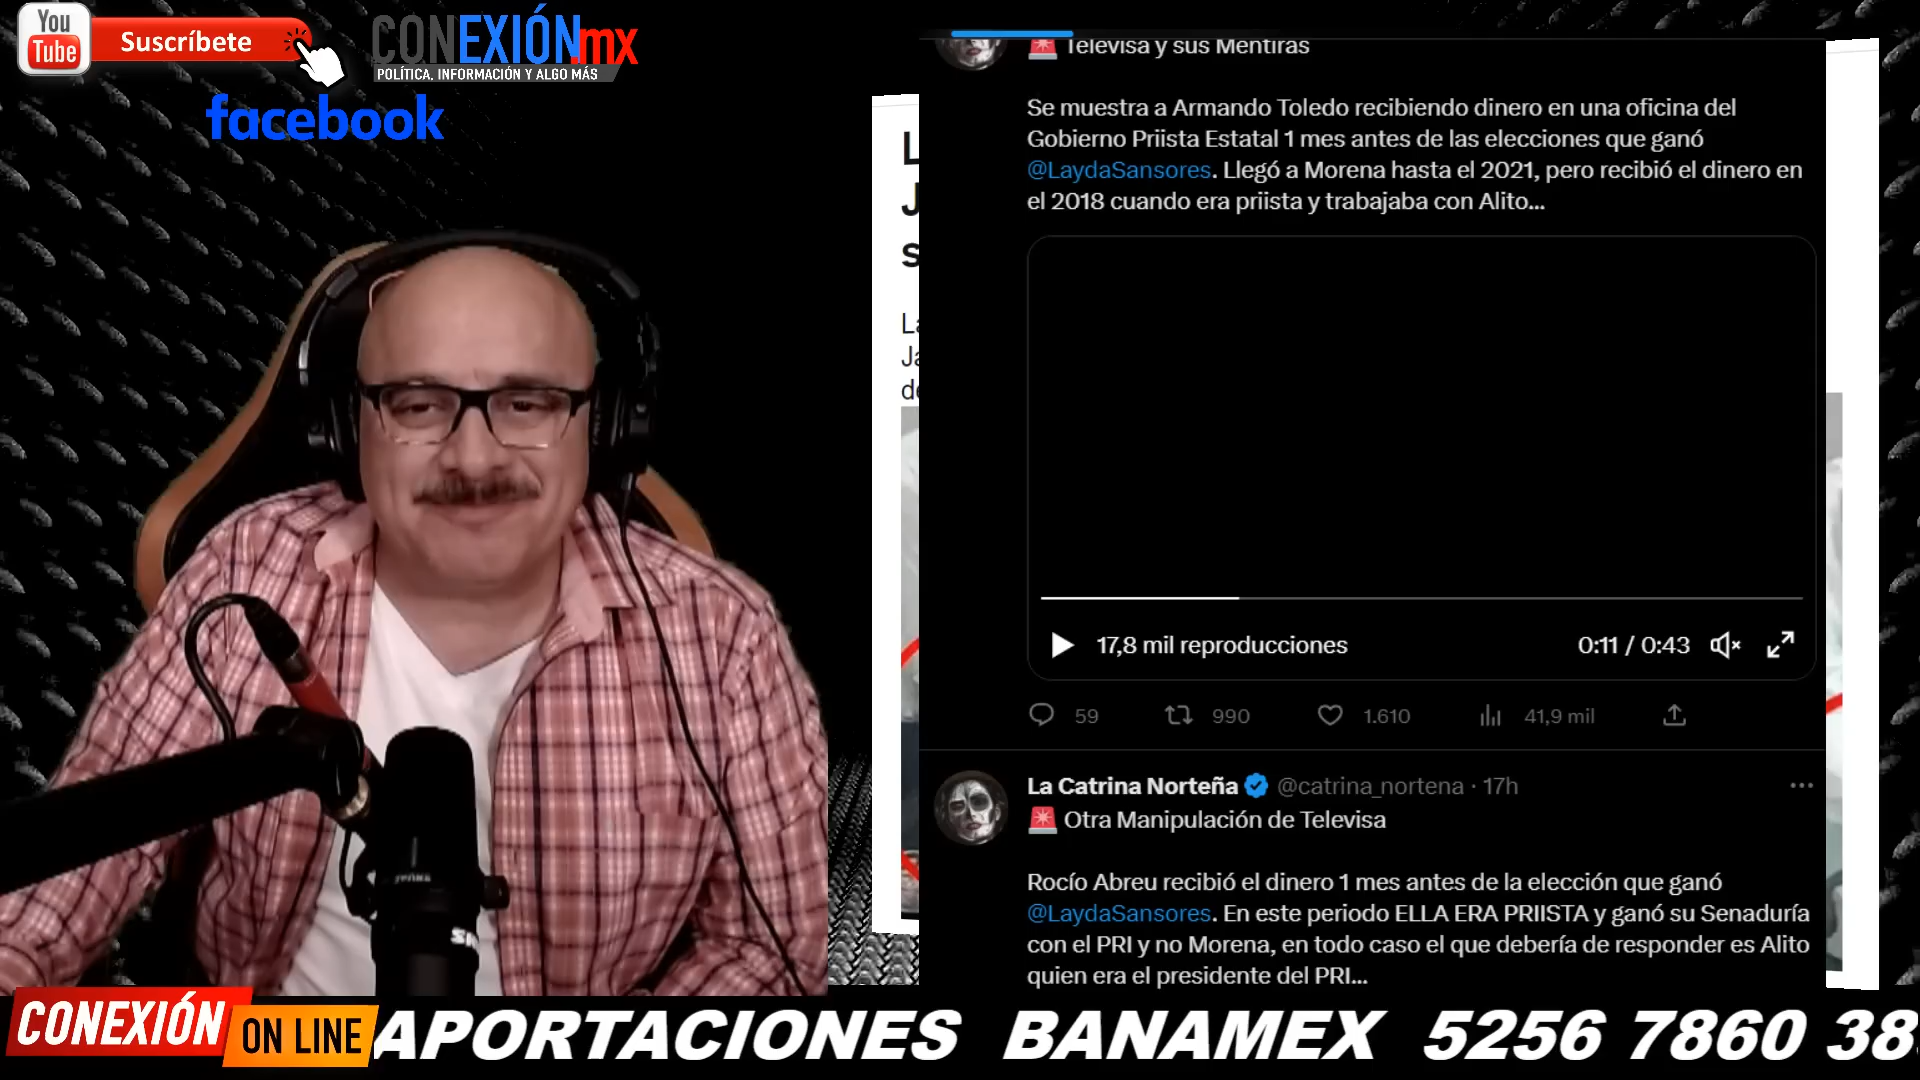 You
Tube
Suscríbete
CONEXIÓN.mx
POLÍTICA, INFORMACIÓN Y ALGO MÁS
facebook
L
J
s
La
Ja
de
Televisa y sus Mentiras
Se muestra a Armando Toledo recibiendo dinero en una oficina del
Gobierno Priista Estatal 1 mes antes de las elecciones que ganó
@LaydaSansores. Llegó a Morena hasta el 2021, pero recibió el dinero en
el 2018 cuando era priista y trabajaba con Alito...
17,8 mil reproducciones
0:11 / 0:43
59 990 1.610 41,9 mil
La Catrina Norteña @catrina_nortena · 17h
Otra Manipulación de Televisa
Rocío Abreu recibió el dinero 1 mes antes de la elección que ganó
@LaydaSansores. En este periodo ELLA ERA PRIISTA y ganó su Senaduría
con el PRI y no Morena, en todo caso el que debería de responder es Alito
quien era el presidente del PRI...
CONEXIÓN
ON LINE
APORTACIONES BANAMEX 5256 7860 38